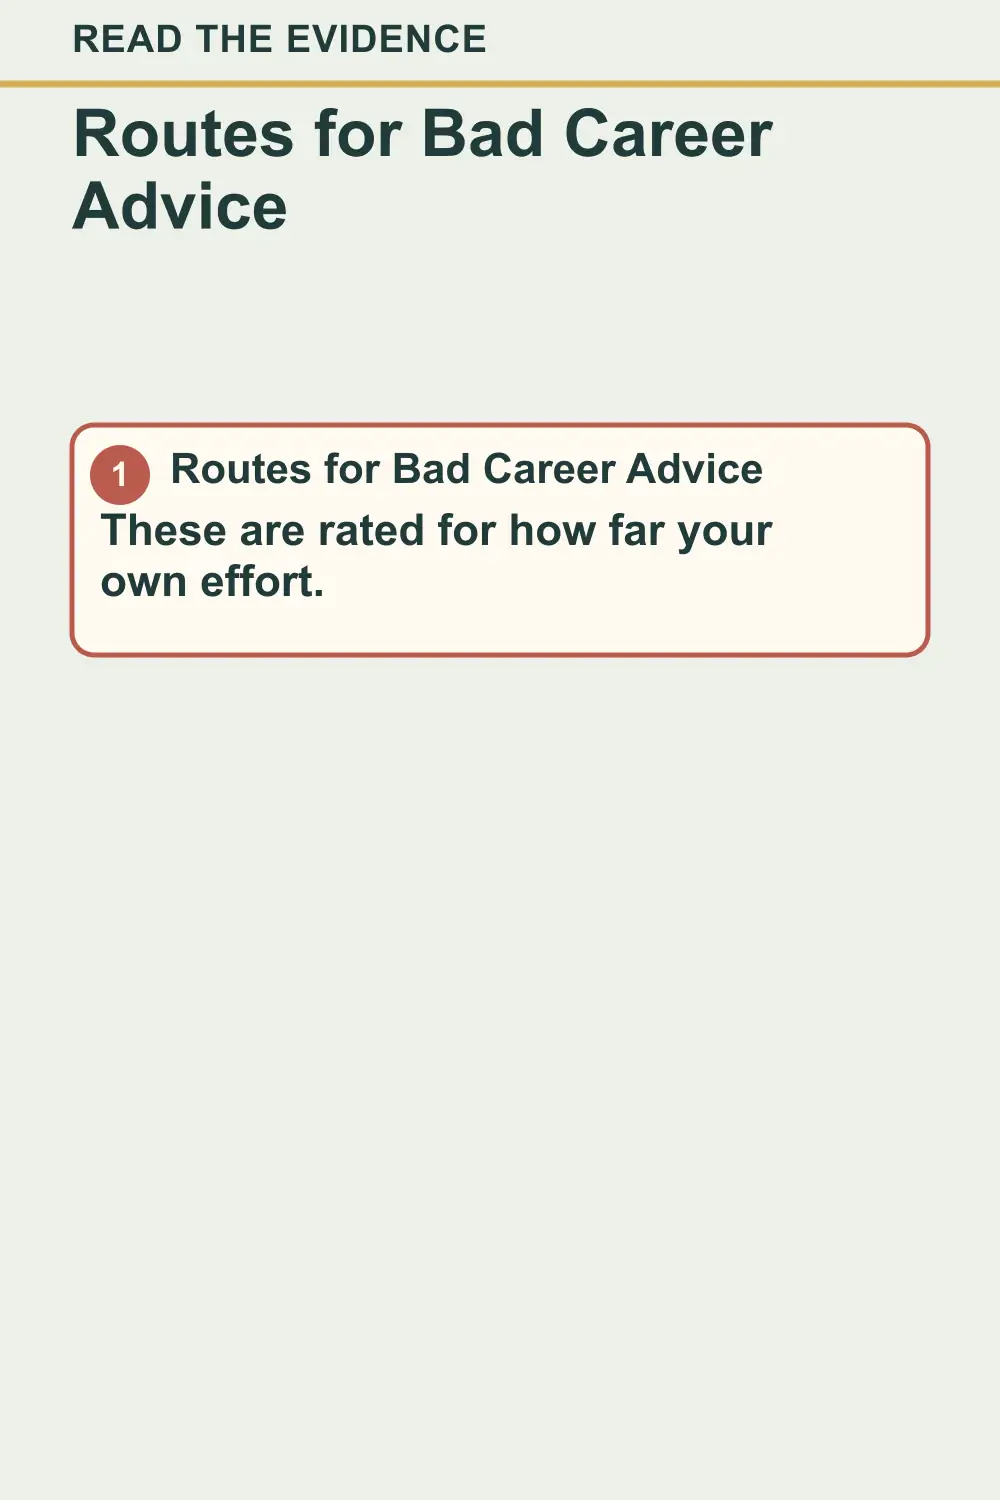 READ THE EVIDENCE
Routes for Bad Career
Advice
1 Routes for Bad Career Advice
These are rated for how far your
own effort.